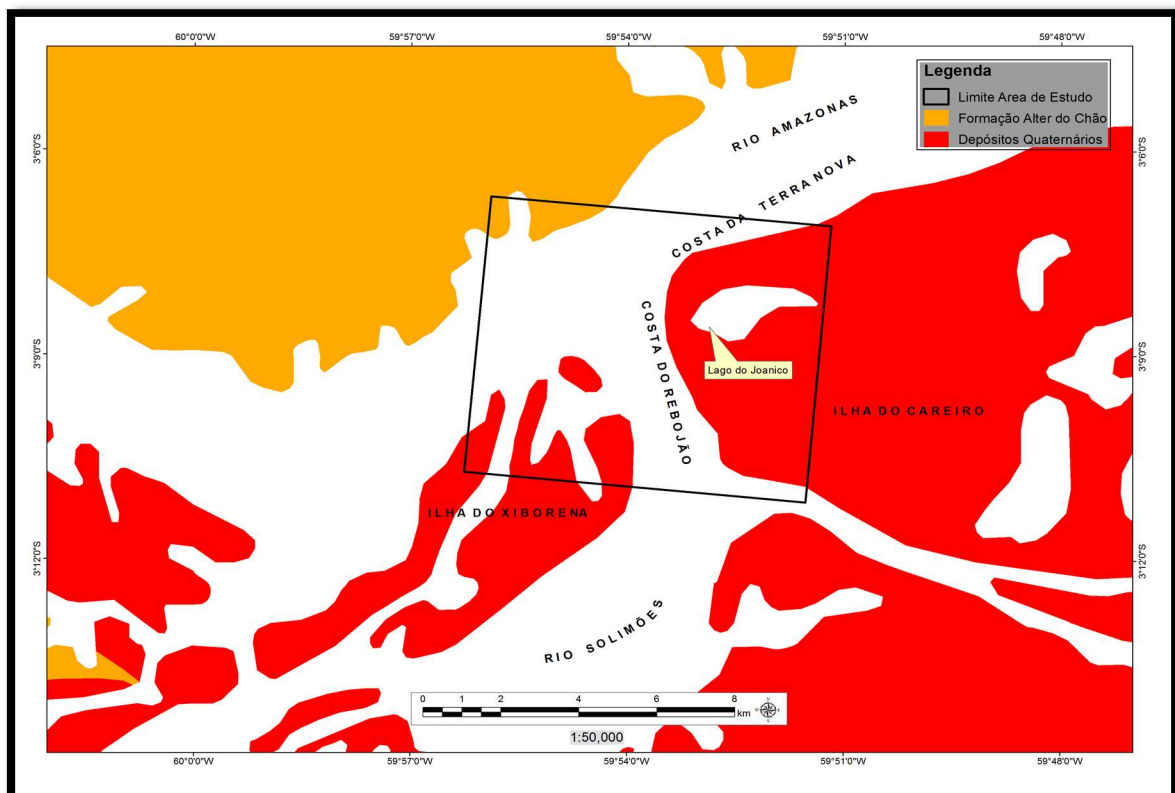 60°0'0"W 59°57'0"W 59°54'0"W 59°51'0"W 59°48'0"W
Legenda
Limite Area de Estudo
Formação Alter do Chão
Depósitos Quaternários
RIO AMAZONAS
3°6'0"S 3°6'0"S
COSTA DA TERRA NOVA
COSTA DO REBOJÃO
3°9'0"S 3°9'0"S
Lago do Joanico
ILHA DO CAREIRO
ILHA DO XIBORENA
3°12'0"S 3°12'0"S
RIO SOLIMÕES
0 1 2 4 6 8
km
1:50,000
60°0'0"W 59°57'0"W 59°54'0"W 59°51'0"W 59°48'0"W